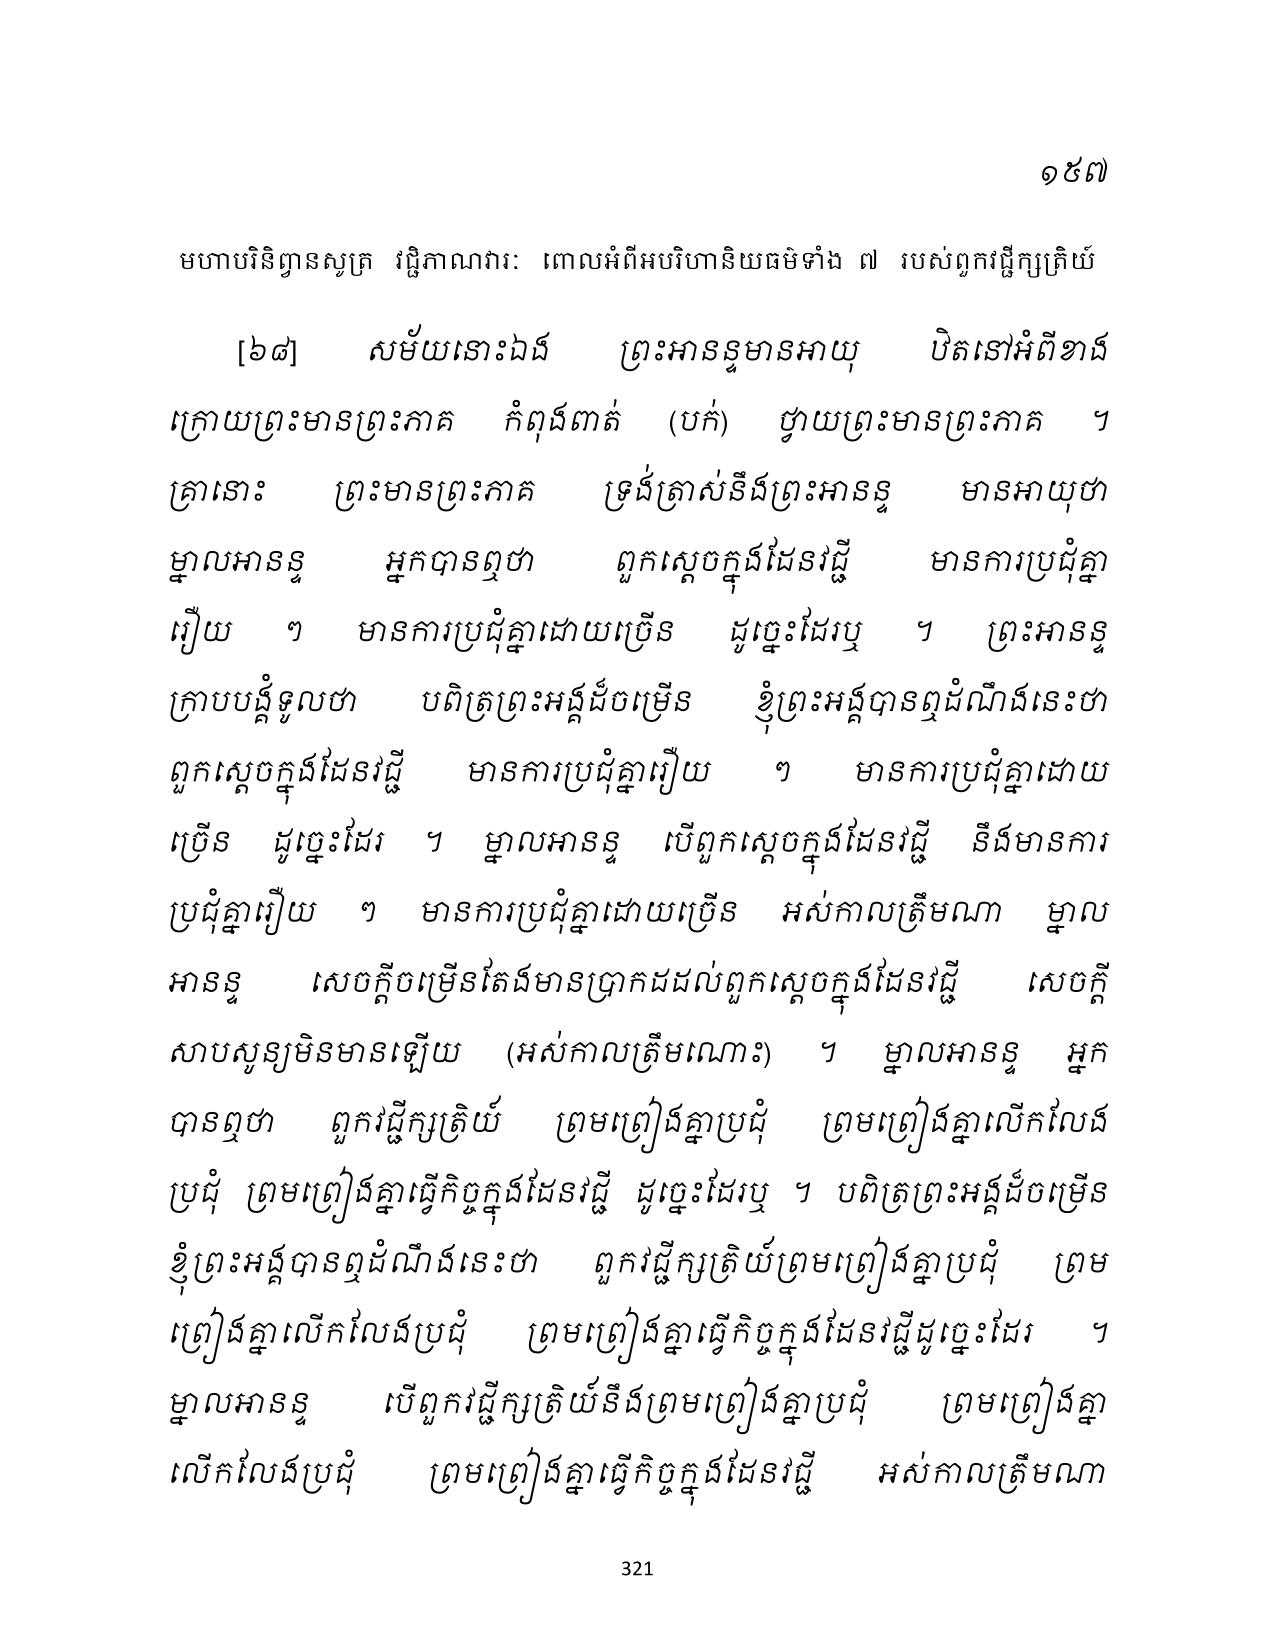 ១៥៧
មហាបរិនិព្វានសូត្រ វជ្ជិភាណវារៈ ពោលអំពីអបរិហានិយធម៌ទាំង ៧ របស់ពួកវជ្ជីក្សត្រិយ៍
[៦៨] សម័យនោះឯង ព្រះអានន្ទមានអាយុ ឋិតនៅអំពីខាង
ក្រោយព្រះមានព្រះភាគ កំពុងពាត់ (បក់) ថ្វាយព្រះមានព្រះភាគ ។
គ្រានោះ ព្រះមានព្រះភាគ ទ្រង់ត្រាស់នឹងព្រះអានន្ទ មានអាយុថា
ម្នាលអានន្ទ អ្នកបានឮថា ពួកស្តេចក្នុងដែនវជ្ជី មានការប្រជុំគ្នា
រឿយ ៗ មានការប្រជុំគ្នាដោយច្រើន ដូច្នេះដែរឬ ។ ព្រះអានន្ទ
ក្រាបបង្គំទូលថា បពិត្រព្រះអង្គដ៏ចម្រើន ខ្ញុំព្រះអង្គបានឮដំណឹងនេះថា
ពួកស្តេចក្នុងដែនវជ្ជី មានការប្រជុំគ្នារឿយ ៗ មានការប្រជុំគ្នាដោយ
ច្រើន ដូច្នេះដែរ ។ ម្នាលអានន្ទ បើពួកស្តេចក្នុងដែនវជ្ជី នឹងមានការ
ប្រជុំគ្នារឿយ ៗ មានការប្រជុំគ្នាដោយច្រើន អស់កាលត្រឹមណា ម្នាល
អានន្ទ សេចក្តីចម្រើនតែងមានប្រាកដដល់ពួកស្តេចក្នុងដែនវជ្ជី សេចក្តី
សាបសូន្យមិនមានឡើយ (អស់កាលត្រឹមណោះ) ។ ម្នាលអានន្ទ អ្នក
បានឮថា ពួកវជ្ជីក្សត្រិយ៍ ព្រមព្រៀងគ្នាប្រជុំ ព្រមព្រៀងគ្នាលើកលែង
ប្រជុំ ព្រមព្រៀងគ្នាធ្វើកិច្ចក្នុងដែនវជ្ជី ដូច្នេះដែរឬ ។ បពិត្រព្រះអង្គដ៏ចម្រើន
ខ្ញុំព្រះអង្គបានឮដំណឹងនេះថា ពួកវជ្ជីក្សត្រិយ៍ព្រមព្រៀងគ្នាប្រជុំ ព្រម
ព្រៀងគ្នាលើកលែងប្រជុំ ព្រមព្រៀងគ្នាធ្វើកិច្ចក្នុងដែនវជ្ជីដូច្នេះដែរ ។
ម្នាលអានន្ទ បើពួកវជ្ជីក្សត្រិយ៍នឹងព្រមព្រៀងគ្នាប្រជុំ ព្រមព្រៀងគ្នា
លើកលែងប្រជុំ ព្រមព្រៀងគ្នាធ្វើកិច្ចក្នុងដែនវជ្ជី អស់កាលត្រឹមណា
321